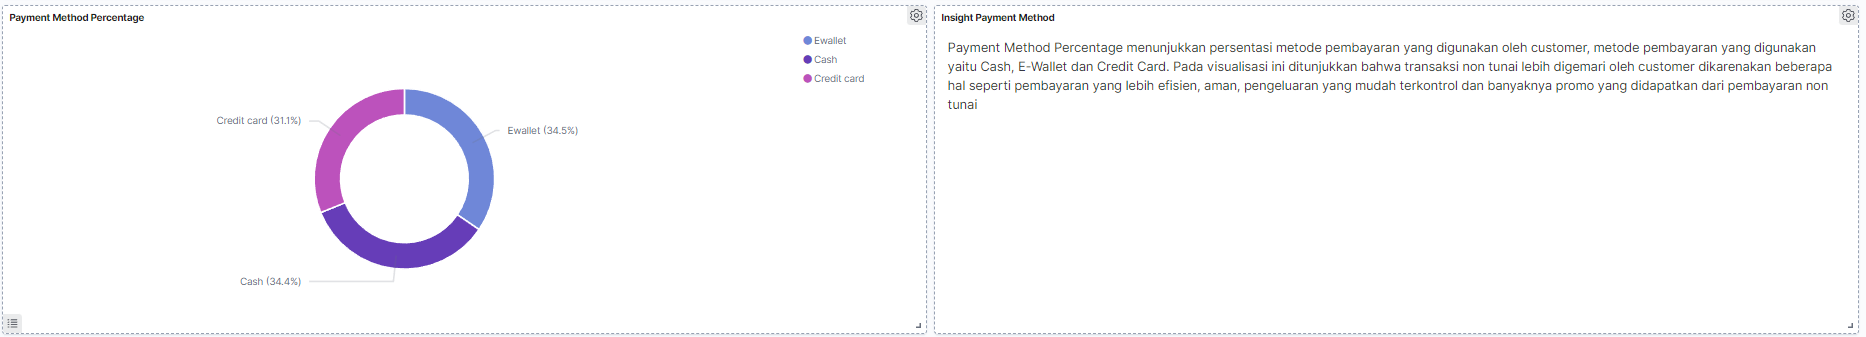 Payment Method Percentage
Ewallet
Cash
Credit card
Credit card (31.1%)
Ewallet (34.5%)
Cash (34.4%)
Insight Payment Method
Payment Method Percentage menunjukkan persentasi metode pembayaran yang digunakan oleh customer, metode pembayaran yang digunakan
yaitu Cash, E-Wallet dan Credit Card. Pada visualisasi ini ditunjukkan bahwa transaksi non tunai lebih digemari oleh customer dikarenakan beberapa
hal seperti pembayaran yang lebih efisien, aman, pengeluaran yang mudah terkontrol dan banyaknya promo yang didapatkan dari pembayaran non
tunai